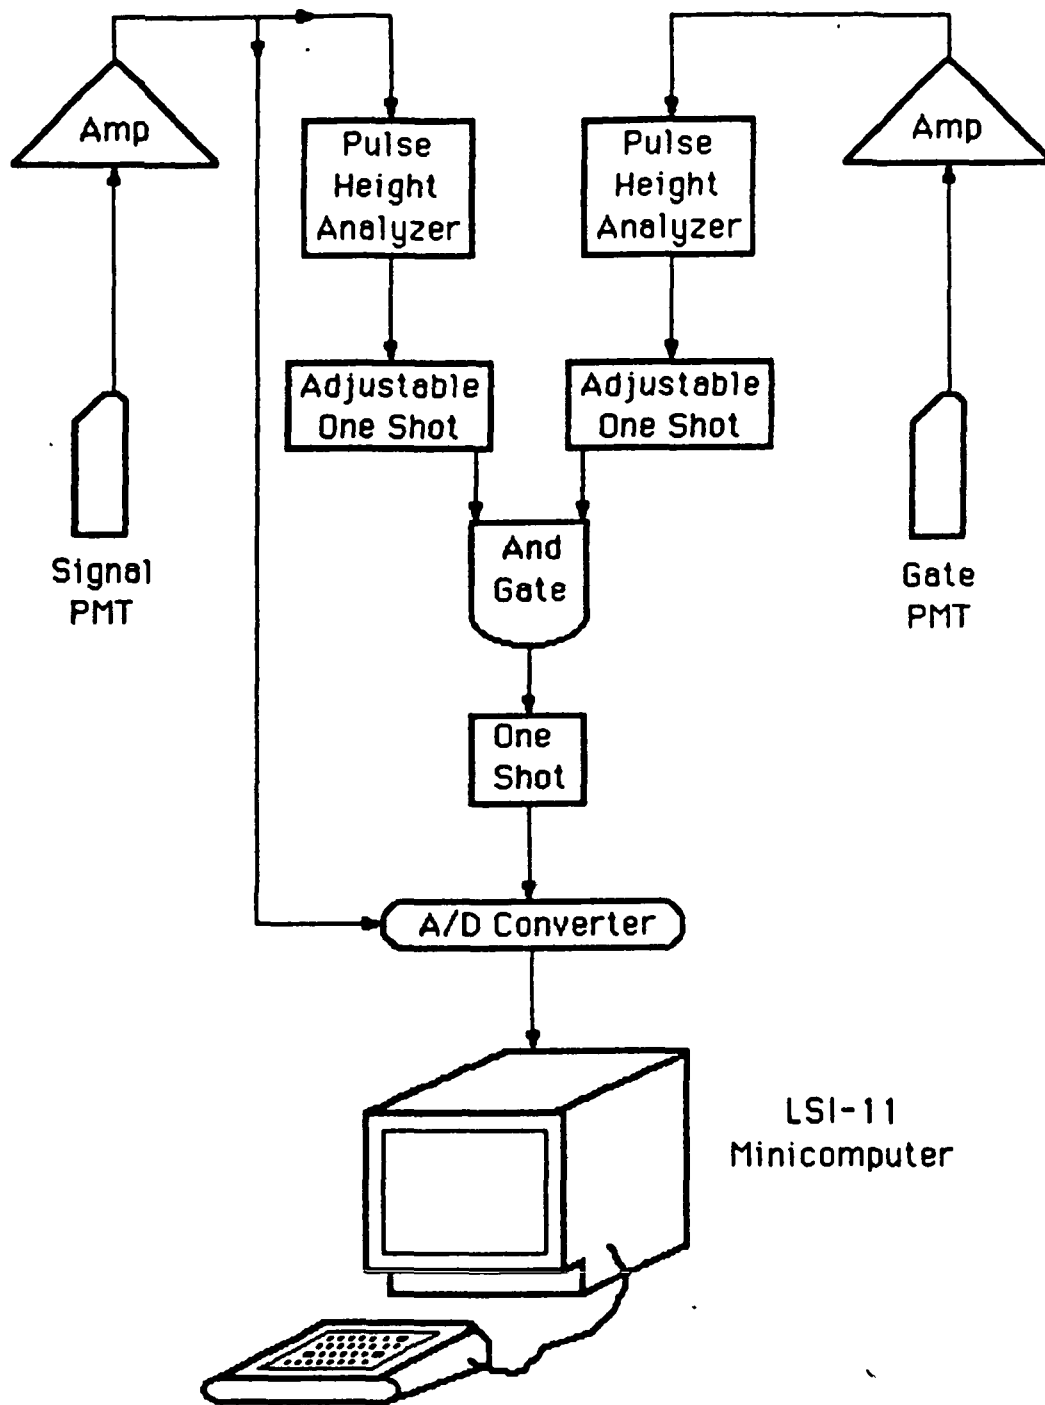 Amp
Amp
Pulse
Height
Analyzer
Pulse
Height
Analyzer
Adjustable
One Shot
Adjustable
One Shot
Signal
PMT
And
Gate
Gate
PMT
One
Shot
A/D Converter
LSI-11
Minicomputer